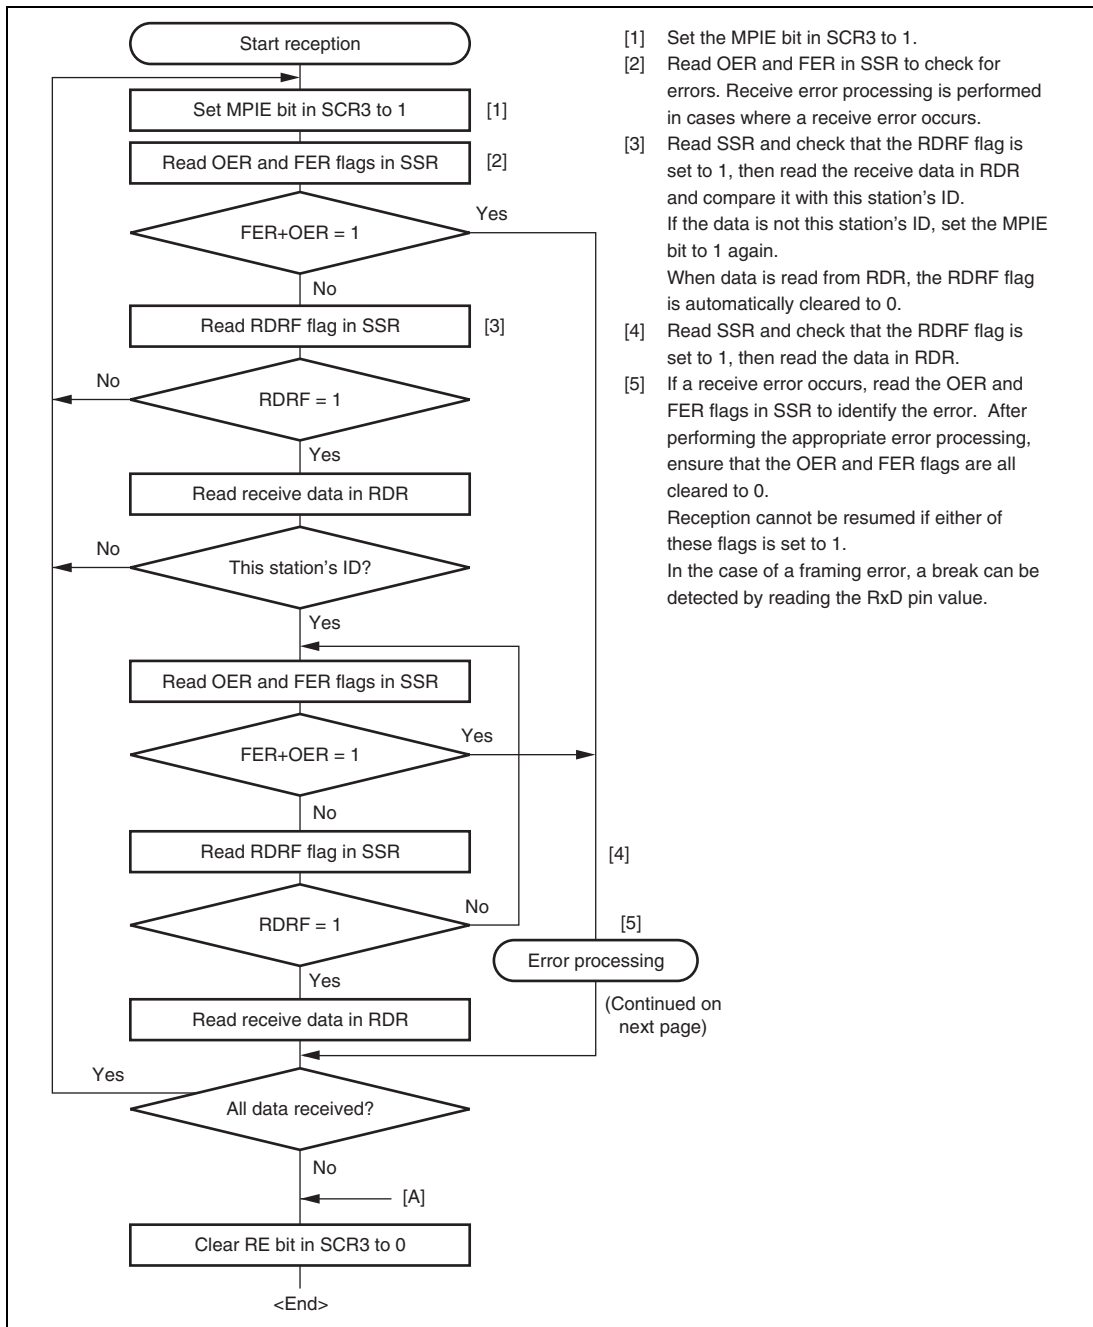 Start reception
Set MPIE bit in SCR3 to 1
[1]
Read OER and FER flags in SSR
[2]
Yes
FER+OER = 1
No
Read RDRF flag in SSR
[3]
No
RDRF = 1
Yes
Read receive data in RDR
No
This station's ID?
Yes
Read OER and FER flags in SSR
Yes
FER+OER = 1
No
Read RDRF flag in SSR
[4]
No
RDRF = 1
[5]
Error processing
Yes
(Continued on
next page)
Read receive data in RDR
Yes
All data received?
No
[A]
Clear RE bit in SCR3 to 0
<End>
[1] Set the MPIE bit in SCR3 to 1.
[2] Read OER and FER in SSR to check for
errors. Receive error processing is performed
in cases where a receive error occurs.
[3] Read SSR and check that the RDRF flag is
set to 1, then read the receive data in RDR
and compare it with this station's ID.
If the data is not this station's ID, set the MPIE
bit to 1 again.
When data is read from RDR, the RDRF flag
is automatically cleared to 0.
[4] Read SSR and check that the RDRF flag is
set to 1, then read the data in RDR.
[5] If a receive error occurs, read the OER and
FER flags in SSR to identify the error. After
performing the appropriate error processing,
ensure that the OER and FER flags are all
cleared to 0.
Reception cannot be resumed if either of
these flags is set to 1.
In the case of a framing error, a break can be
detected by reading the RxD pin value.